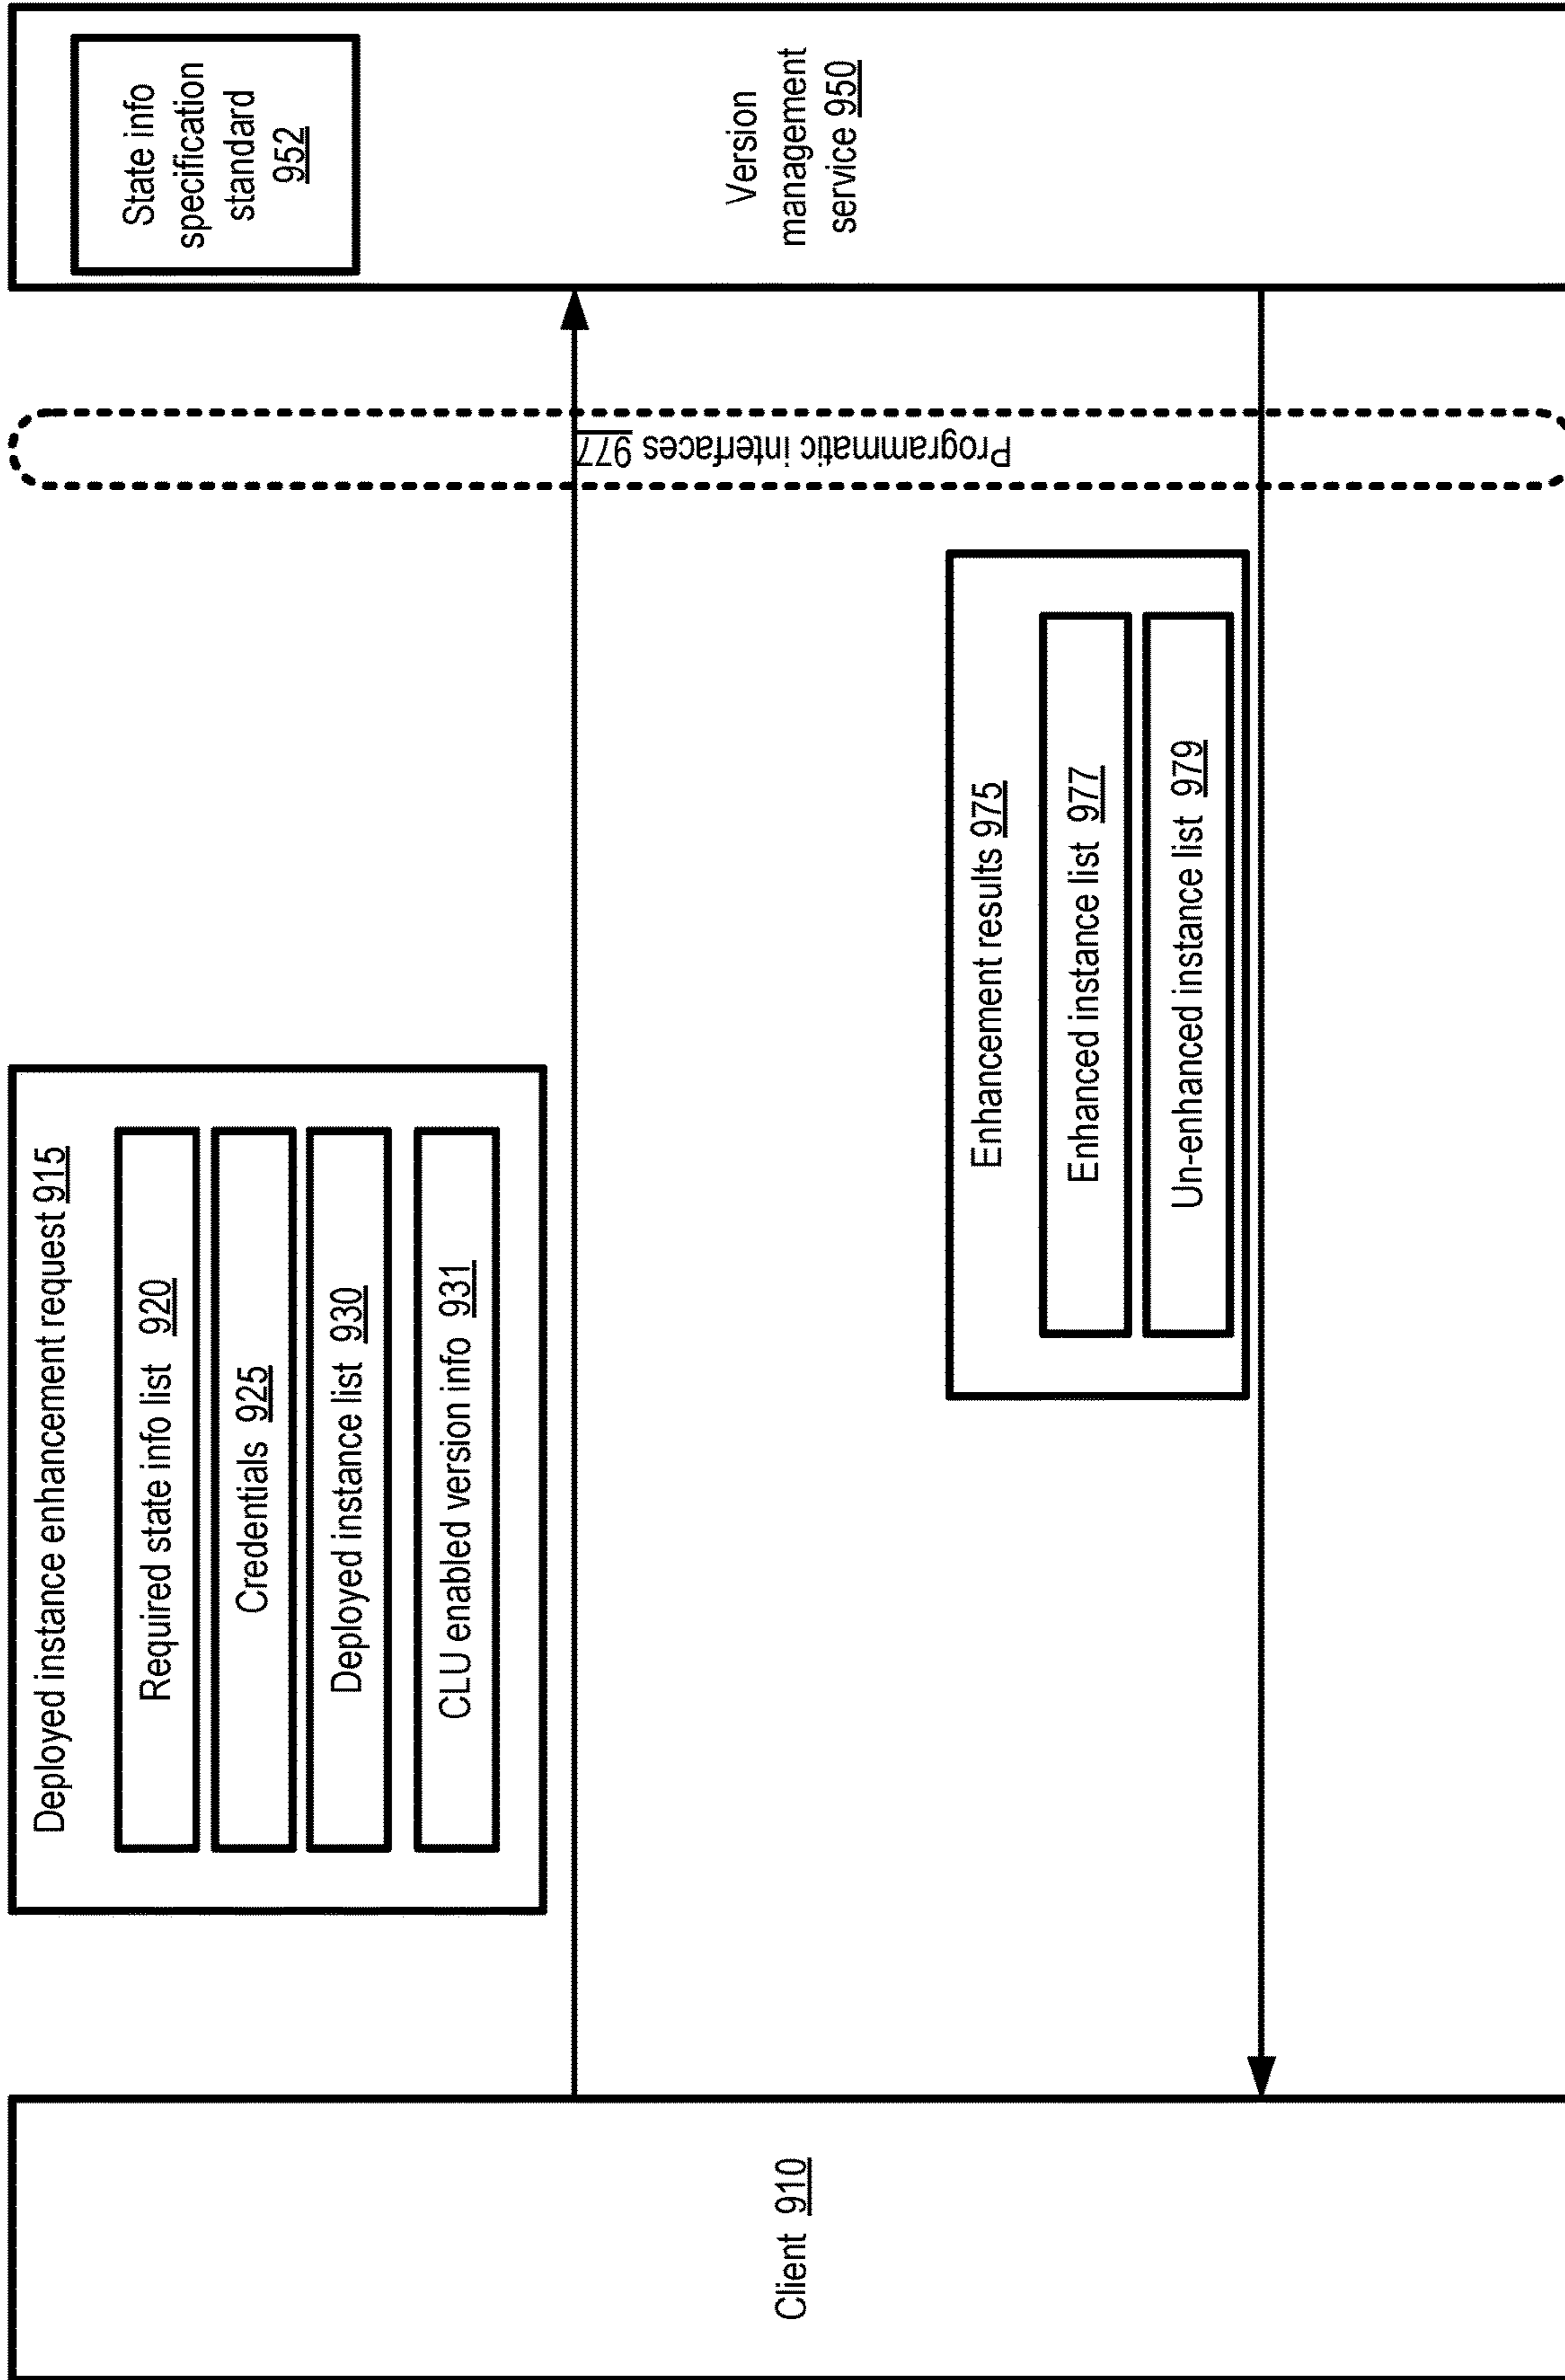 Deployed instance enhancement request 915
Required state info list 920
Credentials 925
Deployed instance list 930
CLU enabled version info 931
Client 910
State info
specification
standard
952
Version
management
service 950
Programmatic interfaces 977
Enhancement results 975
Enhanced instance list 977
Un-enhanced instance list 979